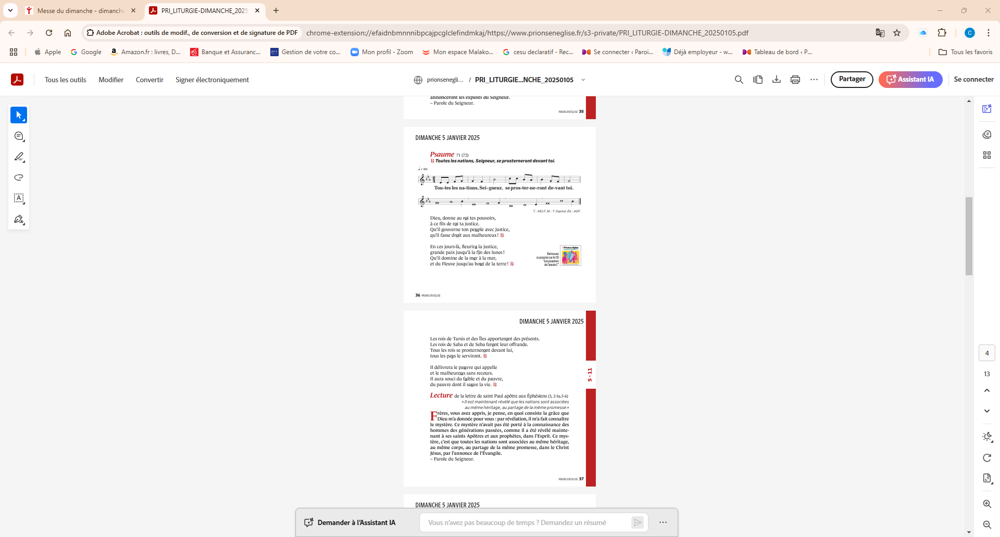 Messe du dimanche - dimanche
PRI_LITURGIE-DIMANCHE_2025
Adobe Acrobat : outils de modif., de conversion et de signature de PDF
chrome-extension://efaidnbmnnnibpcajpcglclefindmkaj/https://www.prionseneglise.fr/s3-private/PRI_LITURGIE-DIMANCHE_20250105.pdf
C
Apple
Google
Amazon.fr : livres, D...
Banque et Assuranc...
Gestion de votre co...
Mon profil - Zoom
Mon espace Malako...
cesu declaratif - Rec...
Se connecter ‹ Paroi...
Déjà employeur - w...
Tableau de bord ‹ P...
Tous les favoris
Tous les outils
Modifier
Convertir
Signer électroniquement
prionsenegli... / PRI_LITURGIE...NCHE_20250105
Partager
Assistant IA
Se connecter
annonceront les exploits du Seigneur.
– Parole du Seigneur.
PRIONS EN ÉGLISE 35
DIMANCHE 5 JANVIER 2025
Psaume 71 (72)
℟ Toutes les nations, Seigneur, se prosterneront devant toi.
♩ = 60
Tou-tes les na-tions, Sei-gneur, se pros-ter-ne-ront de-vant toi.
T. : AELF ; M. : T. Ospital ; Éd. : ADF.
Dieu, donne au roi tes pouvoirs,
à ce fils de roi ta justice.
Qu'il gouverne ton peuple avec justice,
qu'il fasse droit aux malheureux ! ℟
En ces jours-là, fleurira la justice,
grande paix jusqu'à la fin des lunes !
Qu'il domine de la mer à la mer,
et du Fleuve jusqu'au bout de la terre ! ℟
Retrouvez
ce psaume sur le CD
"Les psaumes
de l'année C"
Prions en Église
36 PRIONS EN ÉGLISE
DIMANCHE 5 JANVIER 2025
Les rois de Tarsis et des Îles apporteront des présents.
Les rois de Saba et de Seba feront leur offrande.
Tous les rois se prosterneront devant lui,
tous les pays le serviront. ℟
Il délivrera le pauvre qui appelle
et le malheureux sans recours.
Il aura souci du faible et du pauvre,
du pauvre dont il sauve la vie. ℟
5-11
Lecture de la lettre de saint Paul apôtre aux Éphésiens (3, 2-3a.5-6)
« Il est maintenant révélé que les nations sont associées
au même héritage, au partage de la même promesse »
Frères, vous avez appris, je pense, en quoi consiste la grâce que
Dieu m'a donnée pour vous : par révélation, il m'a fait connaître
le mystère. Ce mystère n'avait pas été porté à la connaissance des
hommes des générations passées, comme il a été révélé mainte-
nant à ses saints Apôtres et aux prophètes, dans l'Esprit. Ce mys-
tère, c'est que toutes les nations sont associées au même héritage,
au même corps, au partage de la même promesse, dans le Christ
Jésus, par l'annonce de l'Évangile.
– Parole du Seigneur.
PRIONS EN ÉGLISE 37
DIMANCHE 5 JANVIER 2025
4
13
Demander à l'Assistant IA
Vous n'avez pas beaucoup de temps ? Demandez un résumé